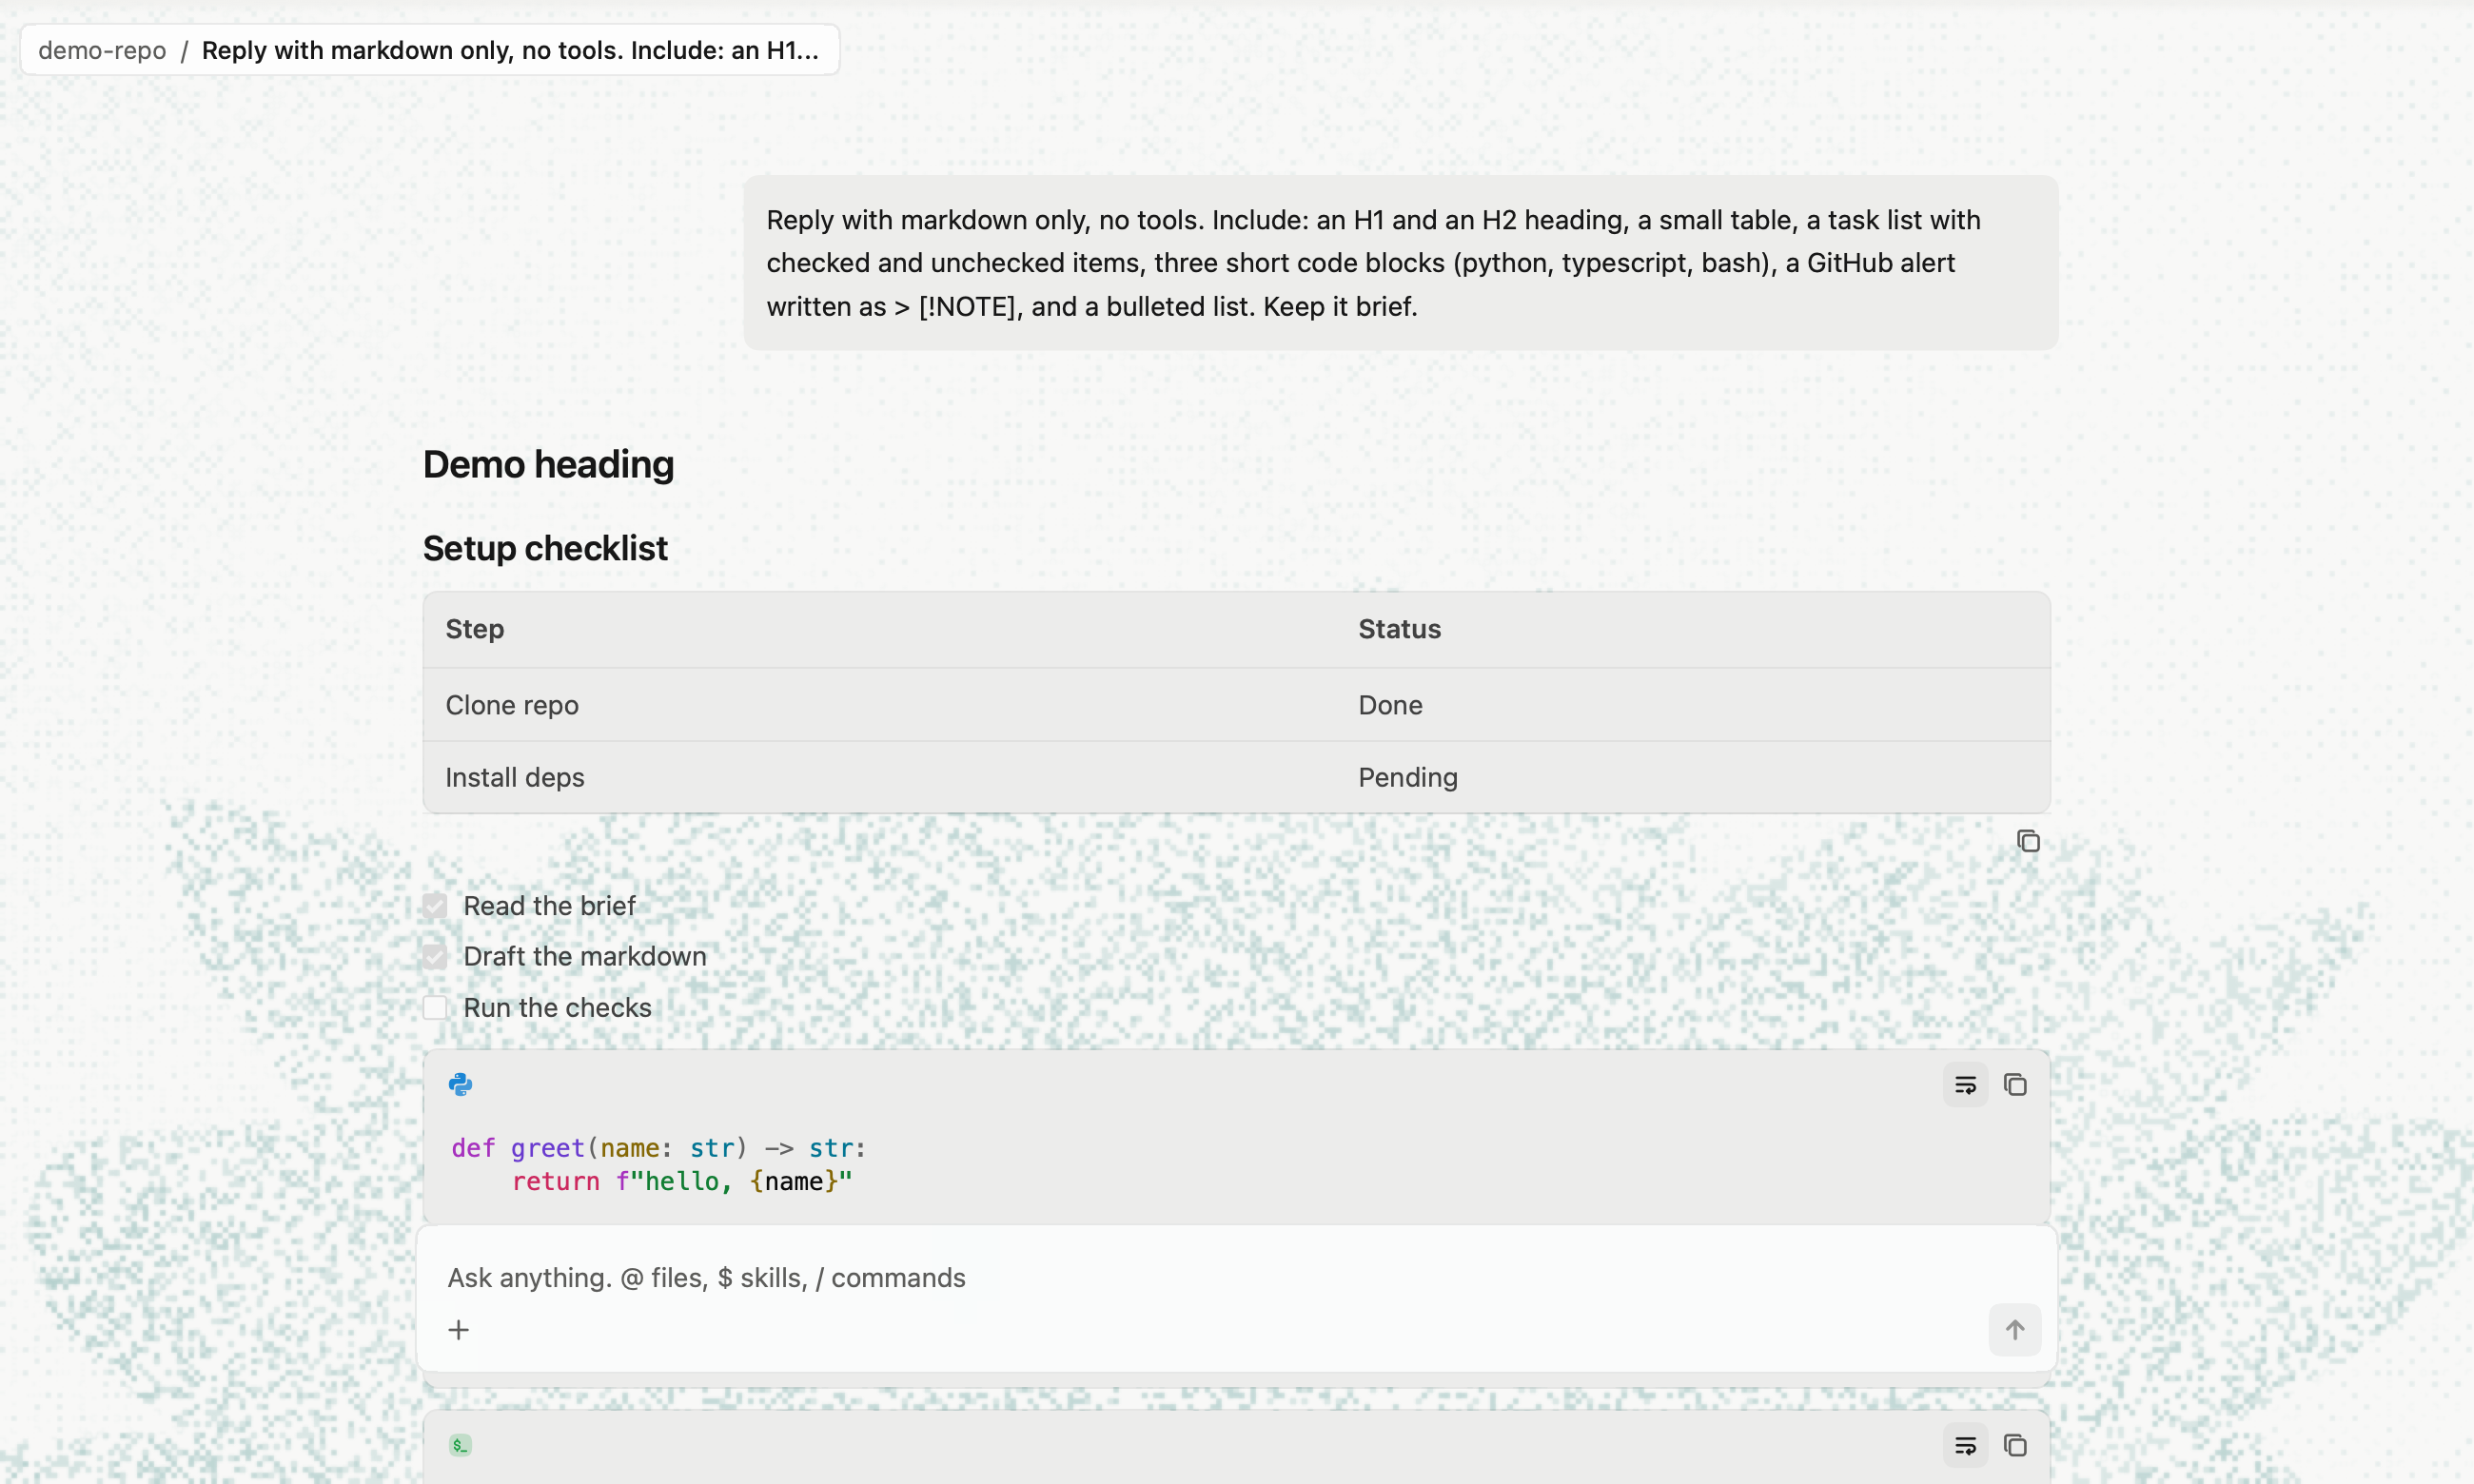 demo-repo / Reply with markdown only, no tools. Include: an H1...
Reply with markdown only, no tools. Include: an H1 and an H2 heading, a small table, a task list with
checked and unchecked items, three short code blocks (python, typescript, bash), a GitHub alert
written as > [!NOTE], and a bulleted list. Keep it brief.
Demo heading
Setup checklist
Step Status
Clone repo Done
Install deps Pending
Read the brief
Draft the markdown
Run the checks
def greet(name: str) -> str:
    return f"hello, {name}"
Ask anything. @ files, $ skills, / commands
$_